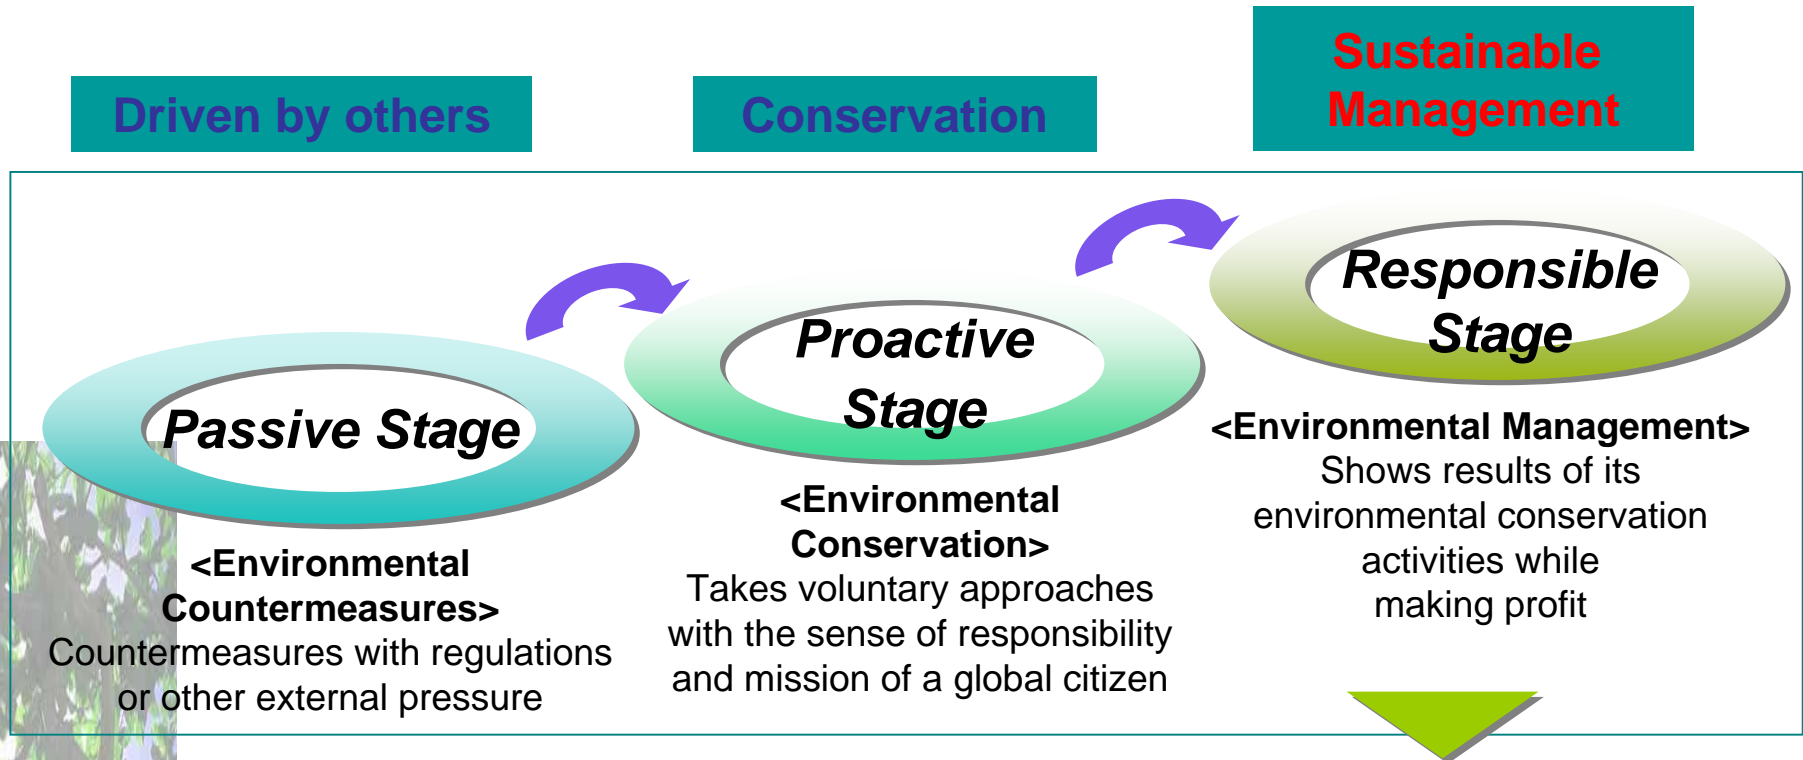 Driven by others
Conservation
Sustainable
Management
Passive Stage
<Environmental
Countermeasures>
Countermeasures with regulations
or other external pressure
Proactive
Stage
<Environmental
Conservation>
Takes voluntary approaches
with the sense of responsibility
and mission of a global citizen
Responsible
Stage
<Environmental Management>
Shows results of its
environmental conservation
activities while
making profit